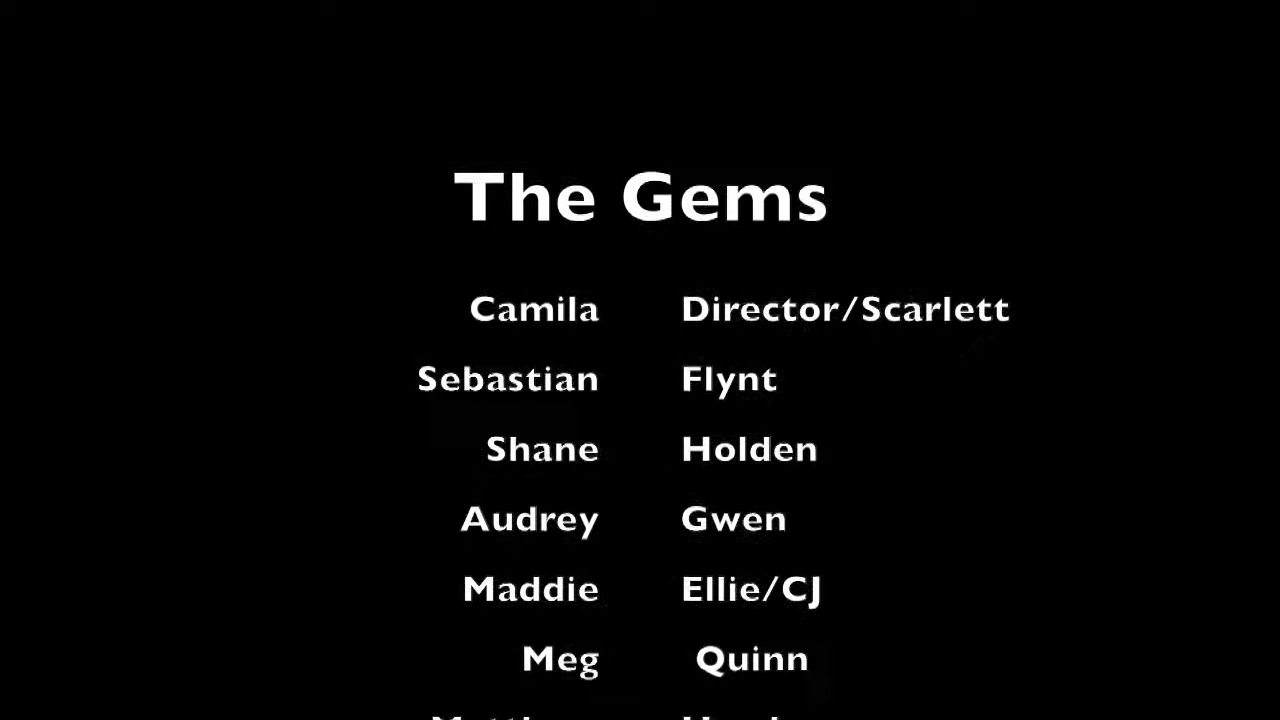 The Gems
Camila Director/Scarlett
Sebastian Flynt
Shane Holden
Audrey Gwen
Maddie Ellie/CJ
Meg Quinn